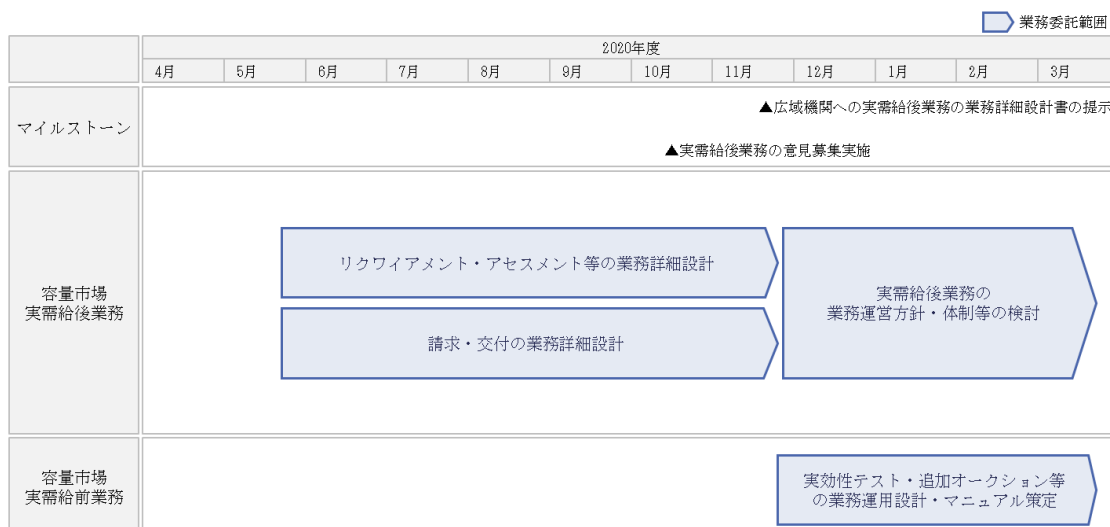 業務委託範囲
2020年度
4月 5月 6月 7月 8月 9月 10月 11月 12月 1月 2月 3月
マイルストーン
▲広域機関への実需給後業務の業務詳細設計書の提示
▲実需給後業務の意見募集実施
容量市場
実需給後業務
リクワイアメント・アセスメント等の業務詳細設計
請求・交付の業務詳細設計
実需給後業務の
業務運営方針・体制等の検討
容量市場
実需給前業務
実効性テスト・追加オークション等
の業務運用設計・マニュアル策定